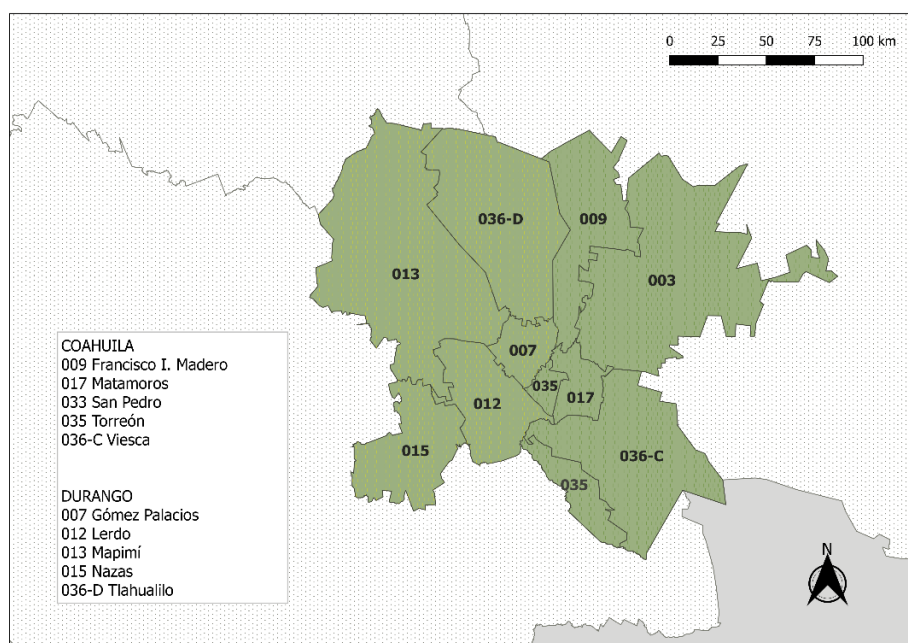 0 25 50 75 100 km
036-D
009
013
003
007
035
017
012
015
036-C
035
COAHUILA
009 Francisco I. Madero
017 Matamoros
033 San Pedro
035 Torreón
036-C Viesca
DURANGO
007 Gómez Palacios
012 Lerdo
013 Mapimí
015 Nazas
036-D Tlahualilo
N